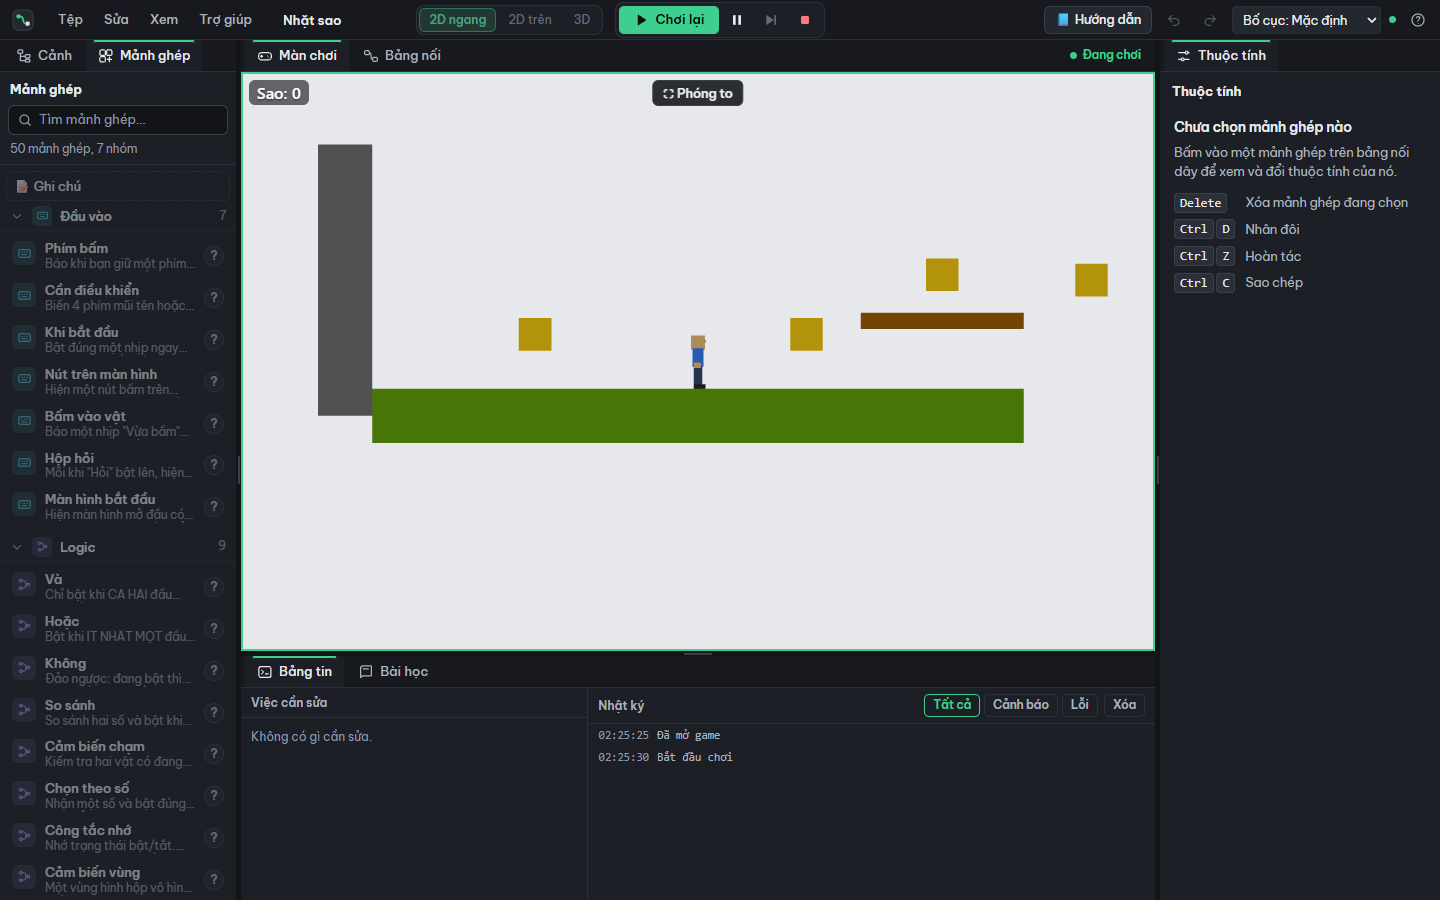 Tệp
Sửa
Xem
Trợ giúp
Nhặt sao
2D ngang
2D trên
3D
Chơi lại
Hướng dẫn
Bố cục: Mặc định
Cảnh
Mảnh ghép
Màn chơi
Bảng nối
Đang chơi
Thuộc tính
Mảnh ghép
Tìm mảnh ghép...
50 mảnh ghép, 7 nhóm
Ghi chú
Đầu vào
7
Phím bấm
Báo khi bạn giữ một phím...
?
Cần điều khiển
Biến 4 phím mũi tên hoặc...
?
Khi bắt đầu
Bật đúng một nhịp ngay...
?
Nút trên màn hình
Hiện một nút bấm trên...
?
Bấm vào vật
Báo một nhịp "Vừa bấm"...
?
Hộp hỏi
Mỗi khi "Hỏi" bật lên, hiện...
?
Màn hình bắt đầu
Hiện màn hình mở đầu có...
?
Logic
9
Và
Chỉ bật khi CẢ HAI đầu...
?
Hoặc
Bật khi ÍT NHẤT MỘT đầu...
?
Không
Đảo ngược: đang bật thì...
?
So sánh
So sánh hai số và bật khi...
?
Cảm biến chạm
Kiểm tra hai vật có đang...
?
Chọn theo số
Nhận một số và bật đúng...
?
Công tắc nhớ
Nhớ trạng thái bật/tắt....
?
Cảm biến vùng
Một vùng hình hộp vô hìn...
?
Sao: 0
Phóng to
Bảng tin
Bài học
Việc cần sửa
Không có gì cần sửa.
Nhật ký
Tất cả
Cảnh báo
Lỗi
Xóa
02:25:25 Đã mở game
02:25:30 Bắt đầu chơi
Thuộc tính
Chưa chọn mảnh ghép nào
Bấm vào một mảnh ghép trên bảng nối
dây để xem và đổi thuộc tính của nó.
Delete Xóa mảnh ghép đang chọn
Ctrl D Nhân đôi
Ctrl Z Hoàn tác
Ctrl C Sao chép